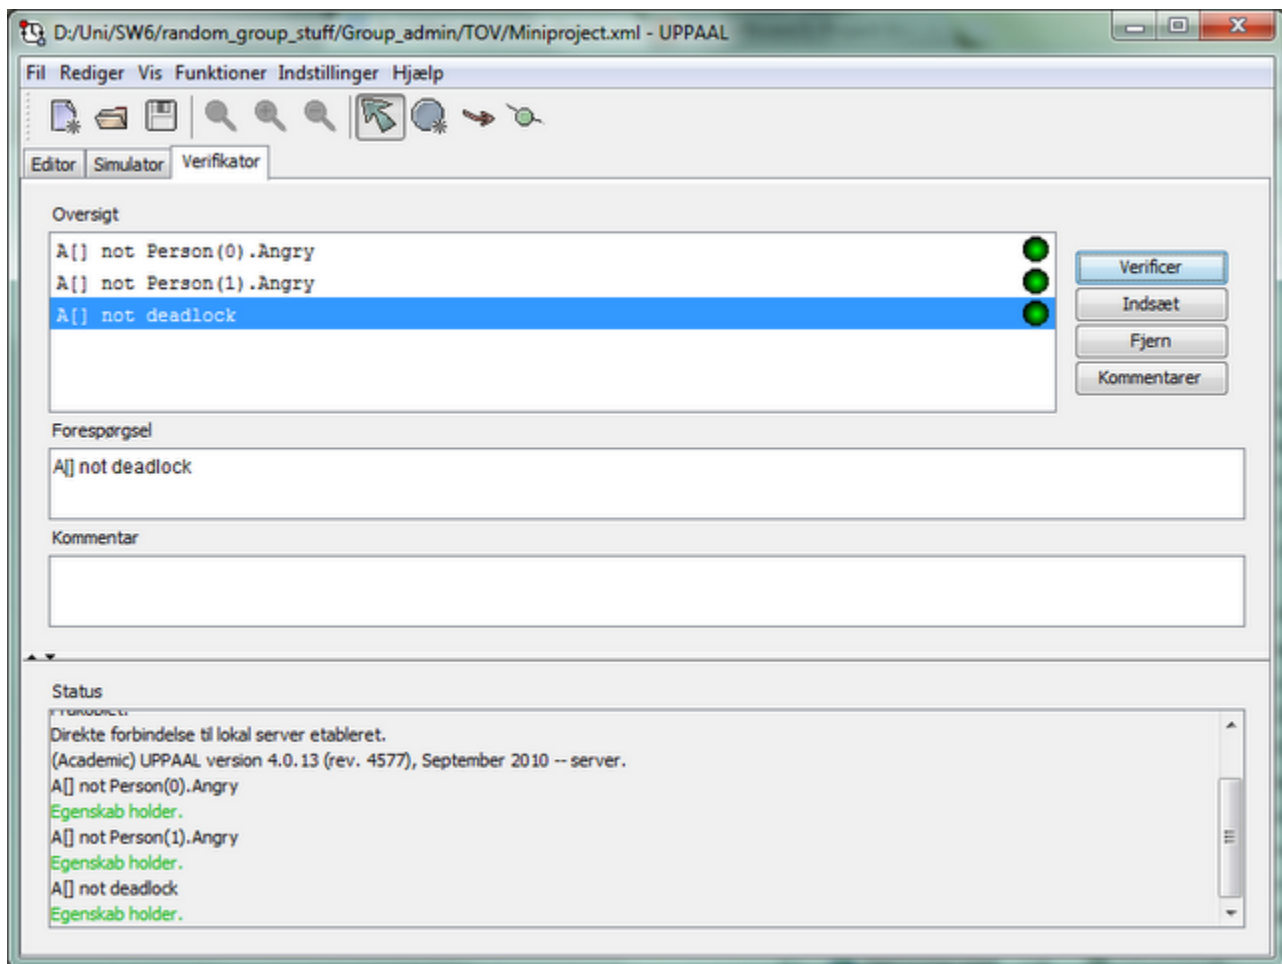 D:/Uni/SW6/random_group_stuff/Group_admin/TOV/Miniproject.xml - UPPAAL
Fil Rediger Vis Funktioner Indstillinger Hjælp
Editor Simulator Verifikator
Oversigt
A[] not Person(0).Angry
A[] not Person(1).Angry
A[] not deadlock
Verificer
Indsæt
Fjern
Kommentarer
Forespørgsel
A[] not deadlock
Kommentar
Status
Direkte forbindelse til lokal server etableret.
(Academic) UPPAAL version 4.0.13 (rev. 4577), September 2010 -- server.
A[] not Person(0).Angry
Egenskab holder.
A[] not Person(1).Angry
Egenskab holder.
A[] not deadlock
Egenskab holder.